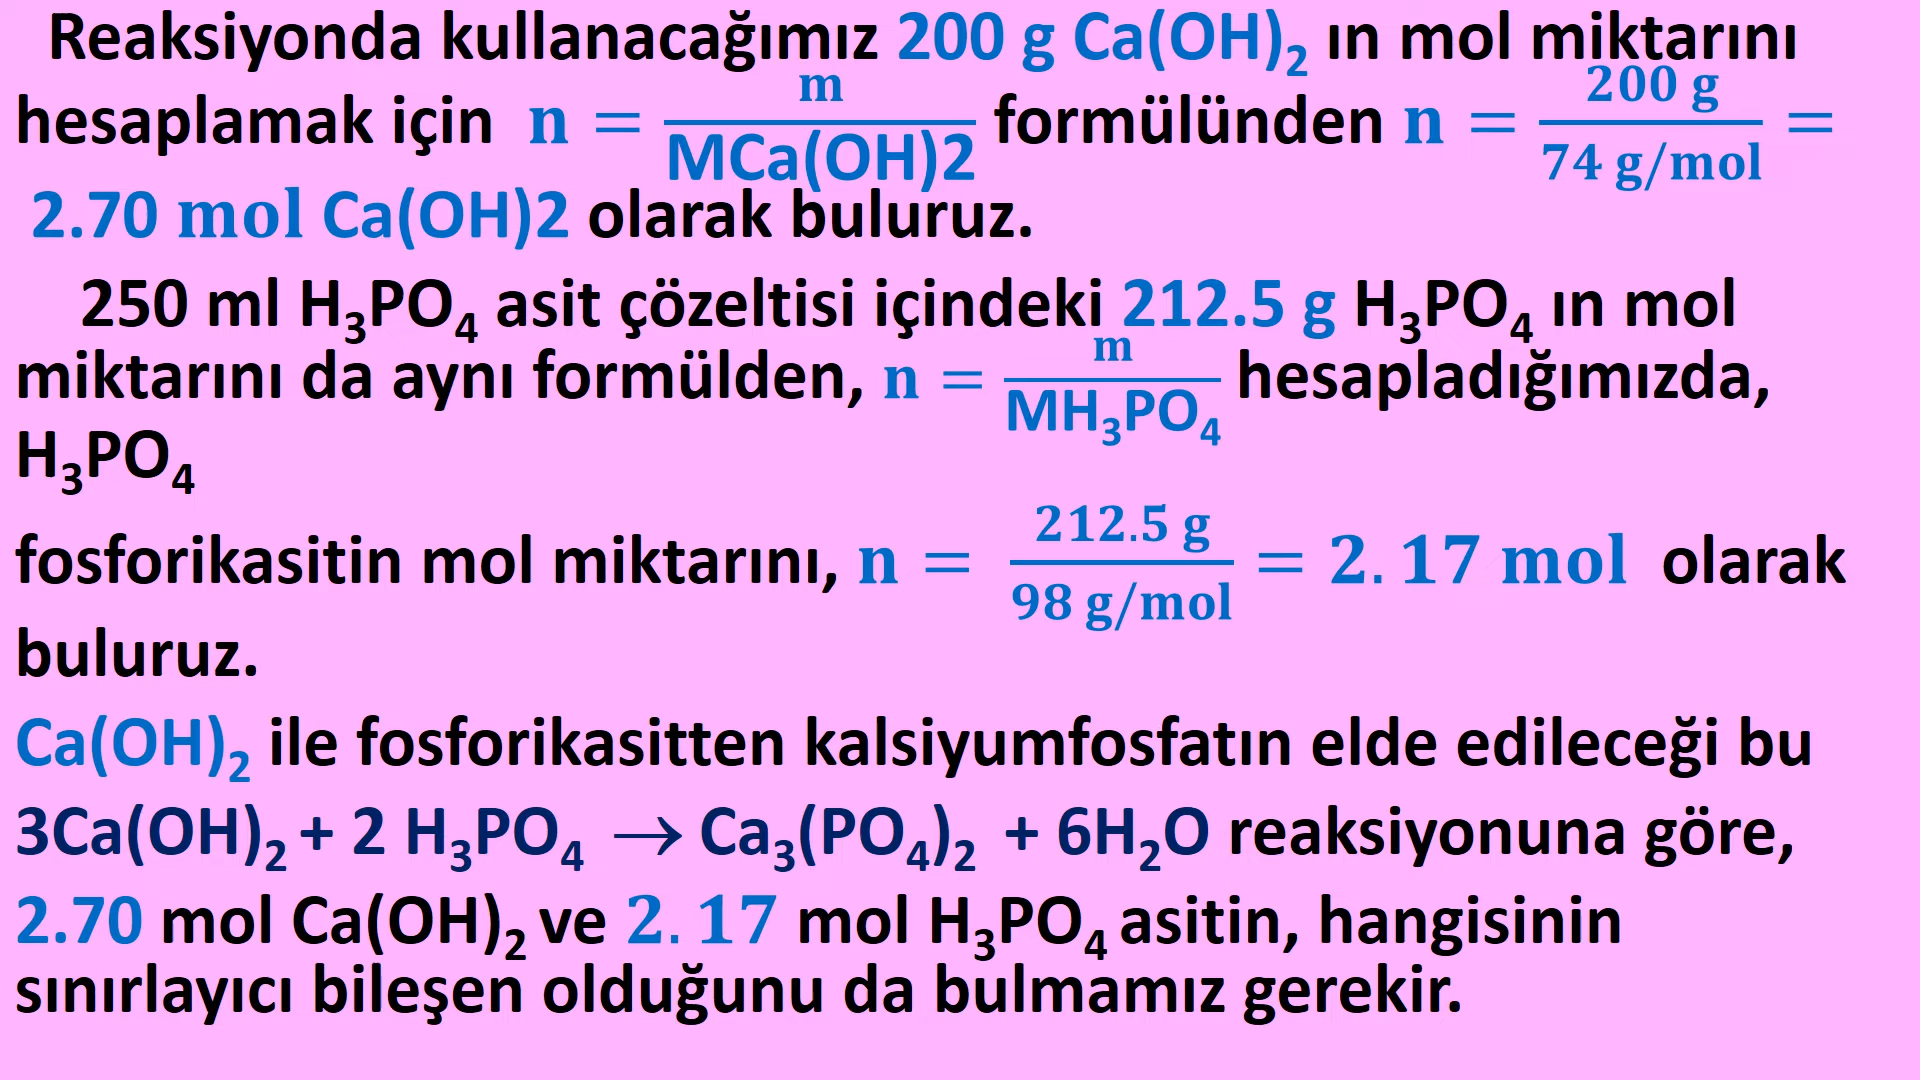 Reaksiyonda kullanacağımız 200 g Ca(OH)₂ ın mol miktarını
hesaplamak için n = m / MCa(OH)2 formülünden n = 200 g / 74 g/mol =
2.70 mol Ca(OH)2 olarak buluruz.
250 ml H₃PO₄ asit çözeltisi içindeki 212.5 g H₃PO₄ ın mol
miktarını da aynı formülden, n = m / MH₃PO₄ hesapladığımızda,
H₃PO₄
fosforikasitin mol miktarını, n = 212.5 g / 98 g/mol = 2.17 mol olarak
buluruz.
Ca(OH)₂ ile fosforikasitten kalsiyumfosfatın elde edileceği bu
3Ca(OH)₂ + 2 H₃PO₄ → Ca₃(PO₄)₂ + 6H₂O reaksiyonuna göre,
2.70 mol Ca(OH)₂ ve 2.17 mol H₃PO₄ asitin, hangisinin
sınırlayıcı bileşen olduğunu da bulmamız gerekir.